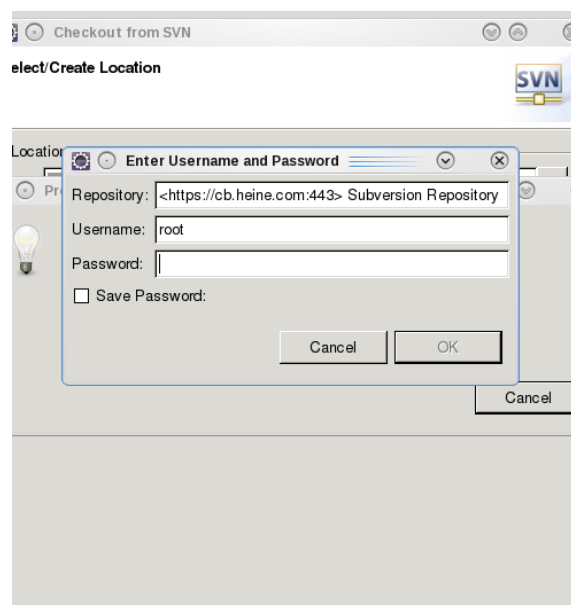 Checkout from SVN
elect/Create Location
SVN
Location
Enter Username and Password
Pr
Repository: <https://cb.heine.com:443> Subversion Repository
Username: root
Password:
Save Password:
Cancel OK
Cancel